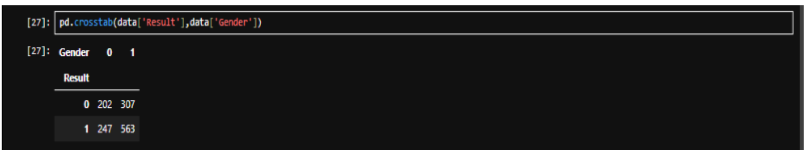 [27]: pd.crosstab(data['Result'],data['Gender'])
[27]: Gender 0 1
Result
0 202 307
1 247 563